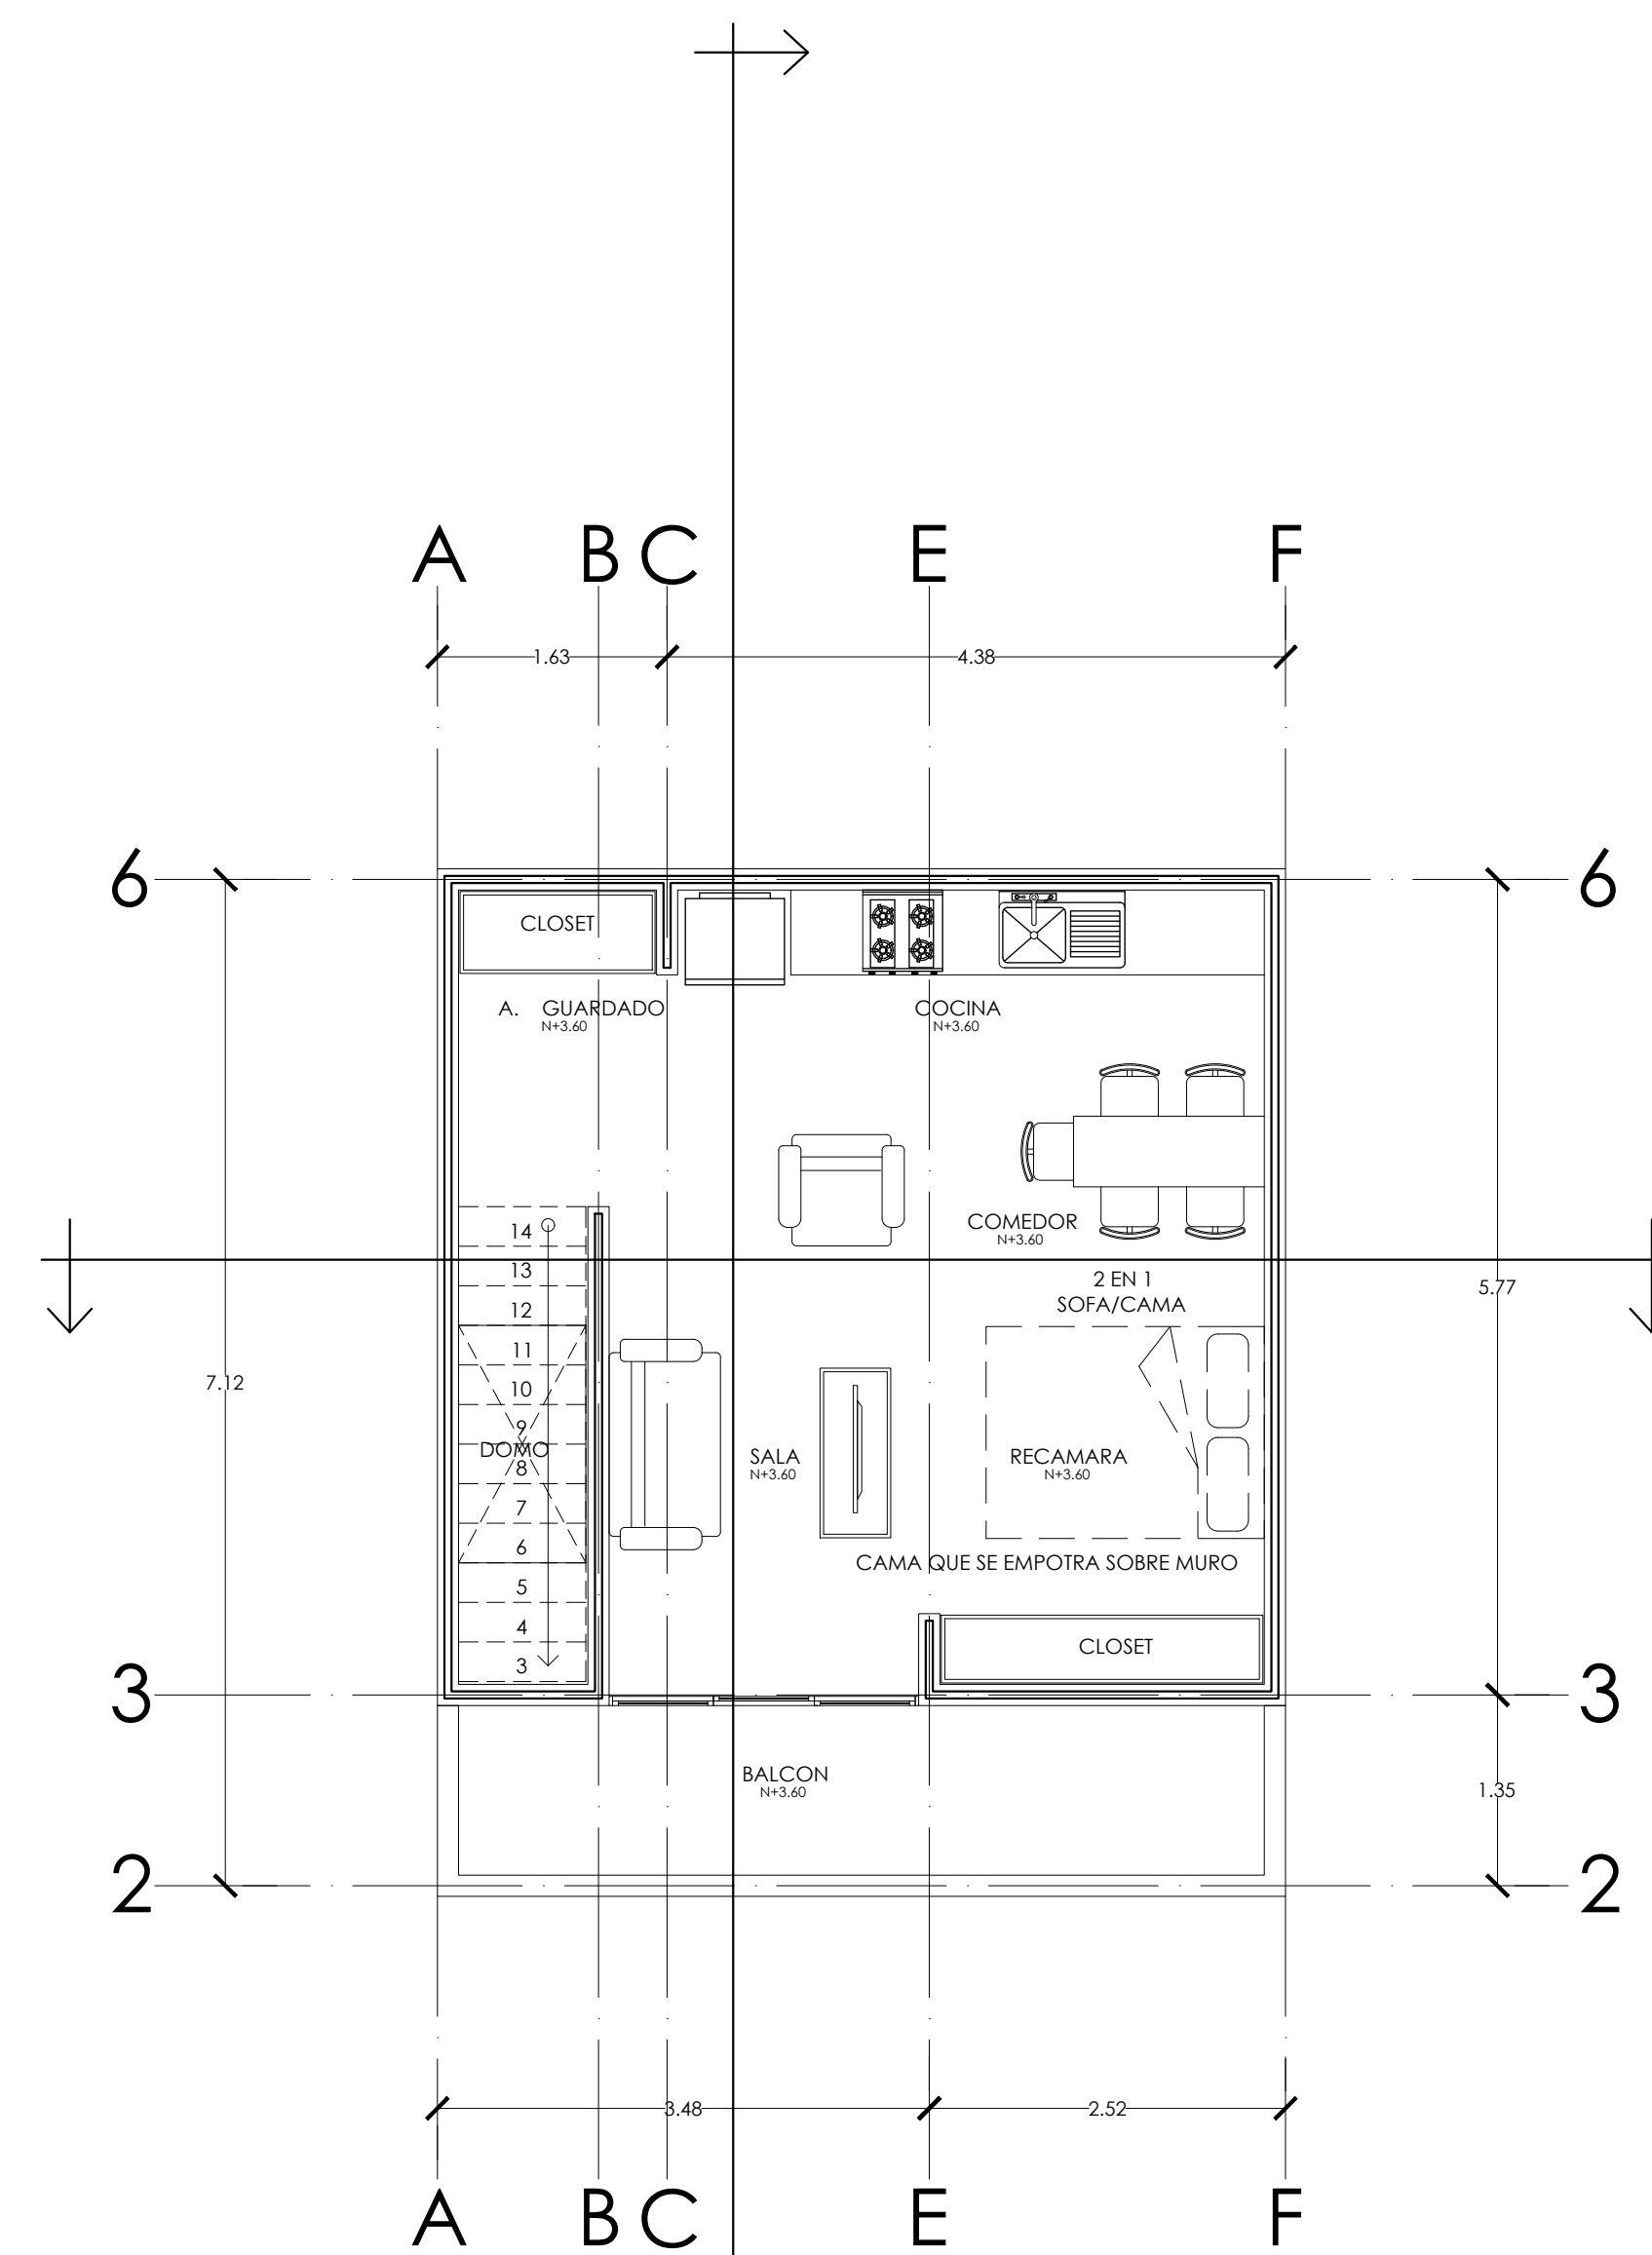 A B C E F
1.63 4.38
6 6
CLOSET
A. GUARDADO
N+3.60
COCINA
N+3.60
COMEDOR
N+3.60
14
13
12
11
10
9
DOMO
8
7
6
5
4
3
2 EN 1
SOFA/CAMA
5.77
7.12
SALA
N+3.60
RECAMARA
N+3.60
CAMA QUE SE EMPOTRA SOBRE MURO
CLOSET
3 3
BALCON
N+3.60
1.35
2 2
3.48 2.52
A B C E F